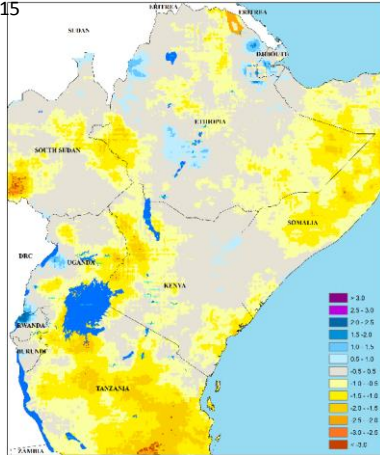 15
ERITREA
ERITREA
SUDAN
DJIBOUTI
ETHIOPIA
SOUTH SUDAN
SOMALIA
DRC
UGANDA
KENYA
RWANDA
BURUNDI
TANZANIA
ZAMBIA
> 3.0
2.5 - 3.0
2.0 - 2.5
1.5 - 2.0
1.0 - 1.5
0.5 - 1.0
-0.5 - 0.5
-1.0 - -0.5
-1.5 - -1.0
-2.0 - -1.5
-2.5 - -2.0
-3.0 - -2.5
< -3.0